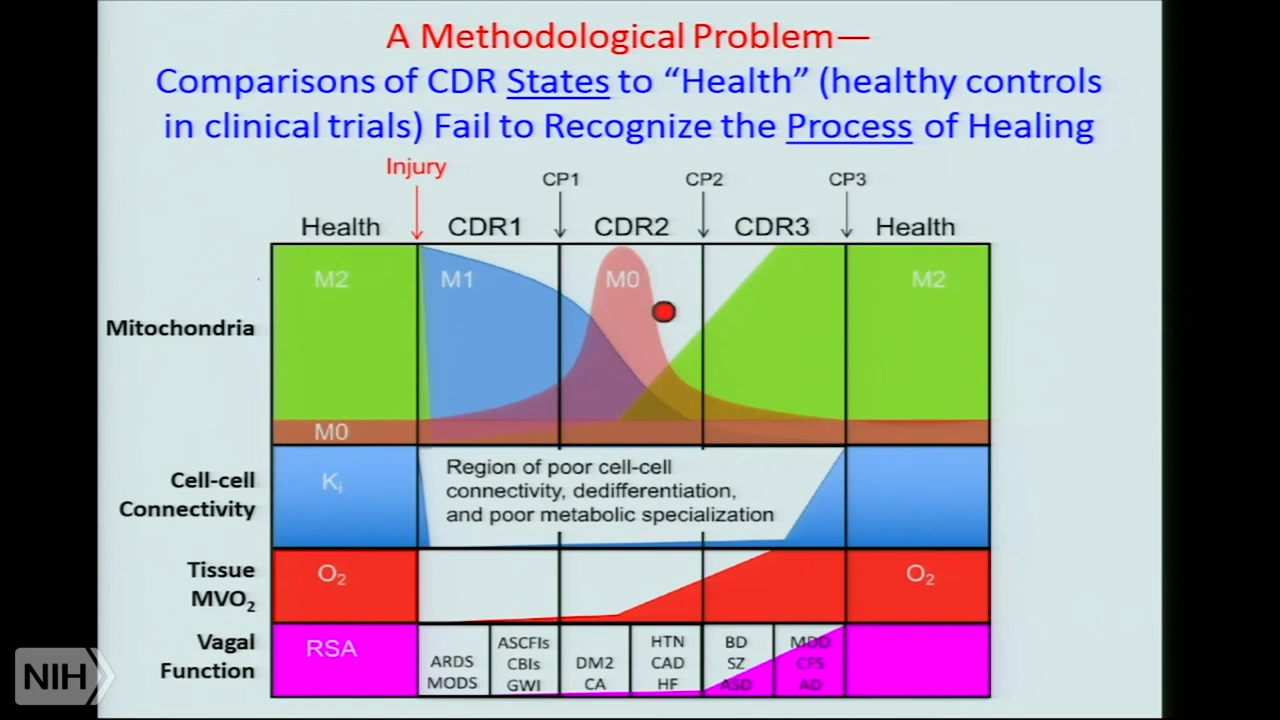 A Methodological Problem—
Comparisons of CDR States to “Health” (healthy controls
in clinical trials) Fail to Recognize the Process of Healing
Injury
CP1
CP2
CP3
Health
CDR1
CDR2
CDR3
Health
Mitochondria
M2
M1
M0
M2
M0
Cell-cell
Connectivity
Ki
Region of poor cell-cell
connectivity, dedifferentiation,
and poor metabolic specialization
Tissue
MVO2
O2
O2
Vagal
Function
RSA
ARDS
MODS
ASCFIs
CBIs
GWI
DM2
CA
HTN
CAD
HF
BD
SZ
ASD
MDD
CFS
AD
NIH